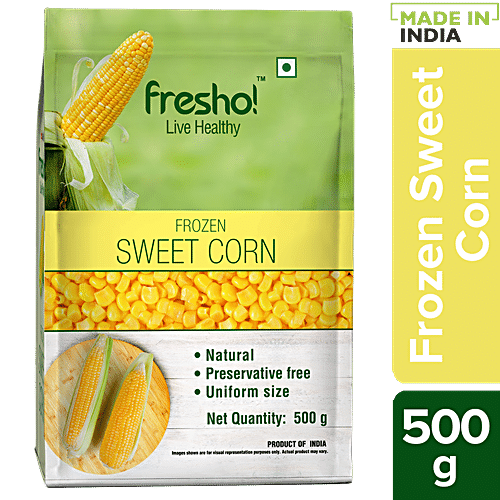 MADE IN
INDIA
fresho!™
Live Healthy
FROZEN
SWEET CORN
• Natural
• Preservative free
• Uniform size
Net Quantity: 500 g
PRODUCT OF INDIA
Images shown are for visual representation purposes only. Actual product may vary.
Frozen Sweet
Corn
500
g